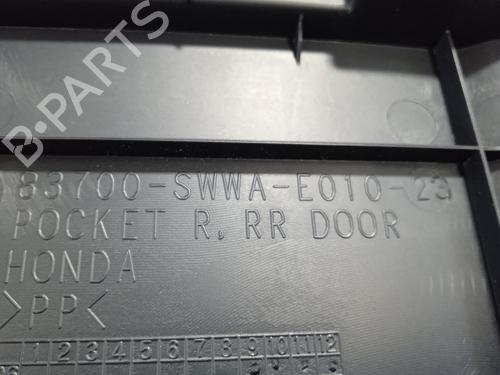 B-PARTS
83700-SWWA-E010-23
POCKET R, RR DOOR
HONDA
>PP<
1 2 3 4 5 6 7 8 9 10 11 12